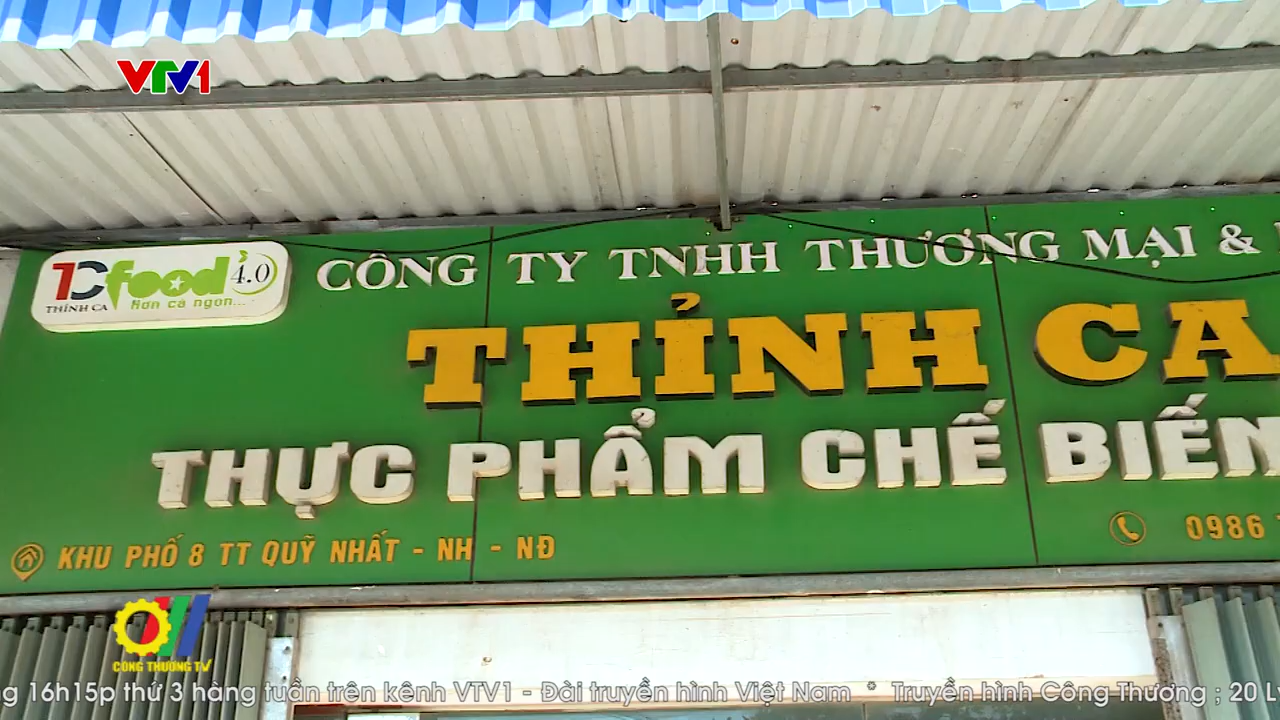 VTV1
TCfood 4.0
THỈNH CA Hơn cả ngon...
CÔNG TY TNHH THƯƠNG MẠI &
THỈNH CA
THỰC PHẨM CHẾ BIẾN
KHU PHỐ 8 TT QUỸ NHẤT - NH - NĐ
0986
CÔNG THƯƠNG TV
16h15p thứ 3 hàng tuần trên kênh VTV1 - Đài truyền hình Việt Nam * Truyền hình Công Thương ; 20